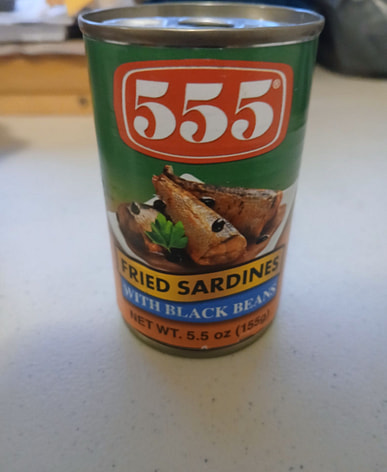 555®
FRIED SARDINES
WITH BLACK BEANS
NET WT. 5.5 oz (155g)